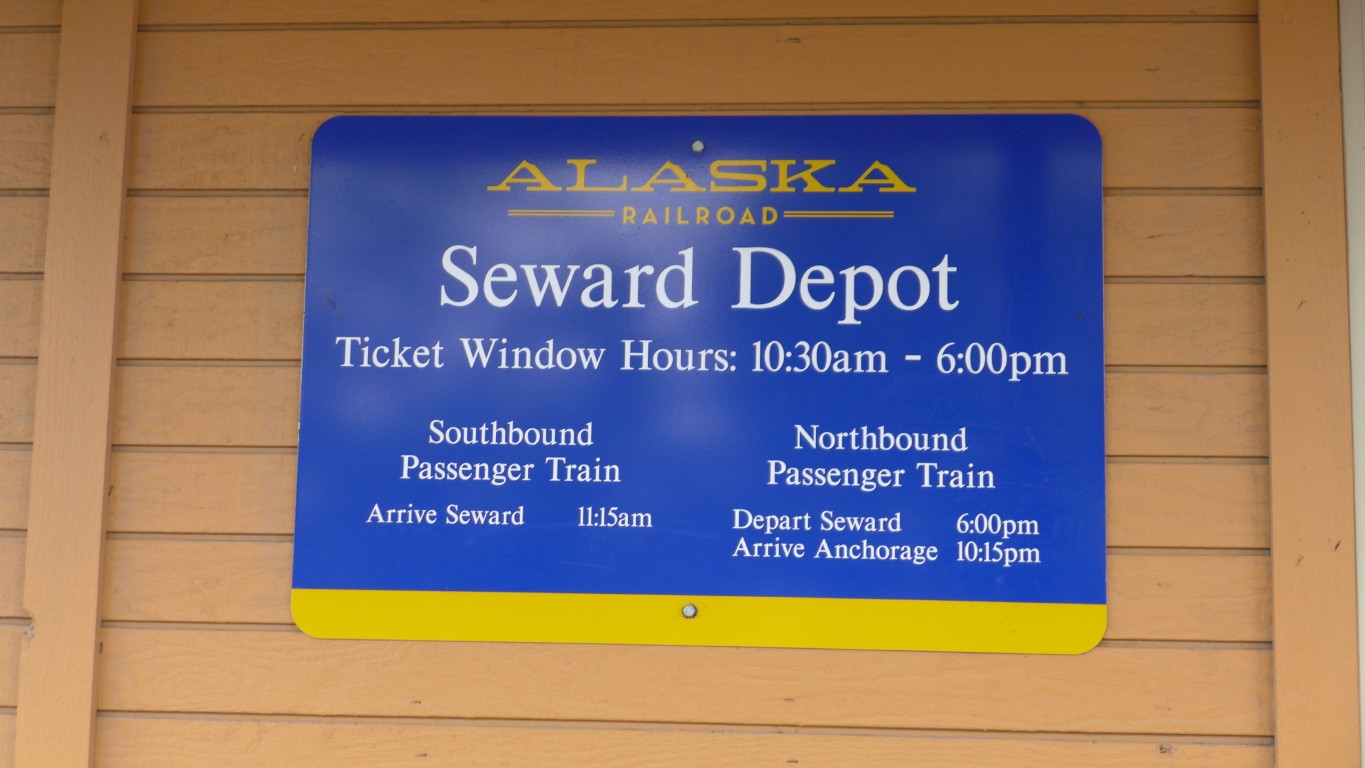 ALASKA
RAILROAD
Seward Depot
Ticket Window Hours: 10:30am - 6:00pm
Southbound
Passenger Train
Arrive Seward 11:15am
Northbound
Passenger Train
Depart Seward 6:00pm
Arrive Anchorage 10:15pm